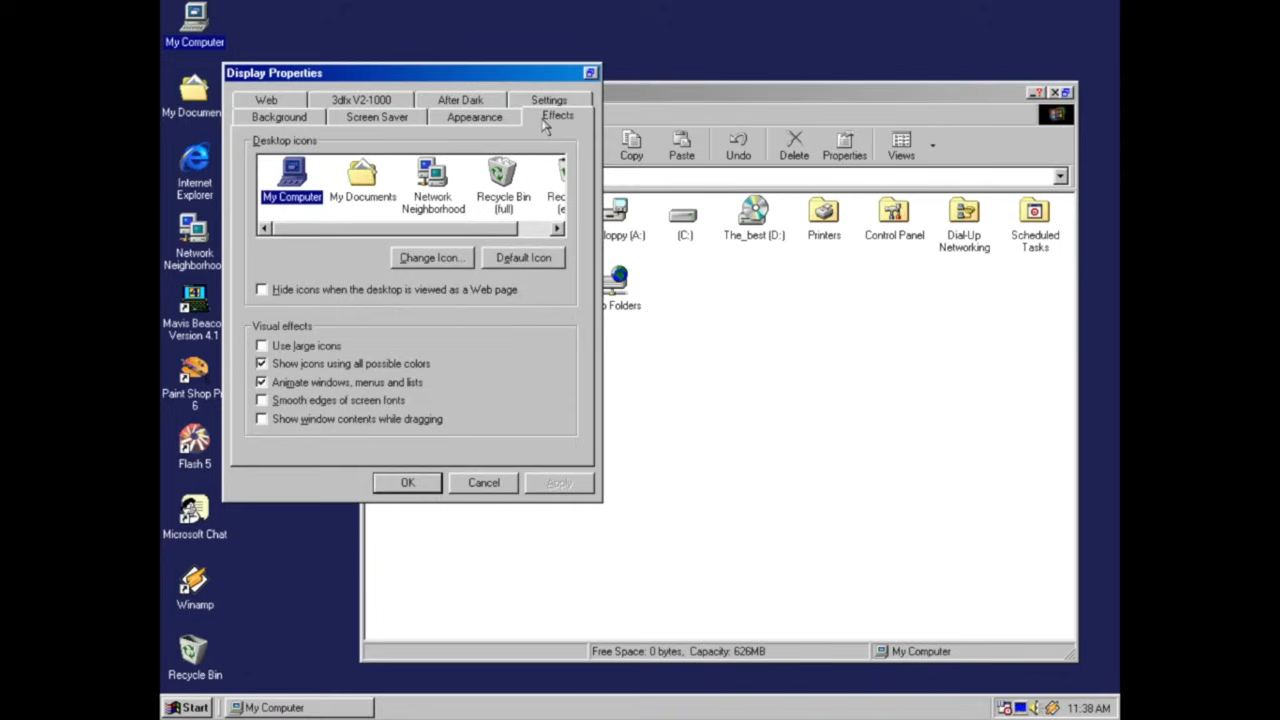 My Computer
My Documen
Internet
Explorer
Network
Neighborhoo
Mavis Beaco
Version 4.1
Paint Shop Pr
6
Flash 5
Microsoft Chat
Winamp
Recycle Bin
Display Properties
Web
3dfx V2-1000
After Dark
Settings
Background
Screen Saver
Appearance
Effects
Desktop icons
My Computer
My Documents
Network
Neighborhood
Recycle Bin
(full)
Rec
(e
Change Icon...
Default Icon
Hide icons when the desktop is viewed as a Web page
Visual effects
Use large icons
Show icons using all possible colors
Animate windows, menus and lists
Smooth edges of screen fonts
Show window contents while dragging
OK
Cancel
Apply
Copy
Paste
Undo
Delete
Properties
Views
loppy (A:)
(C:)
The_best (D:)
Printers
Control Panel
Dial-Up
Networking
Scheduled
Tasks
b Folders
Free Space: 0 bytes, Capacity: 626MB
My Computer
Start
My Computer
11:38 AM